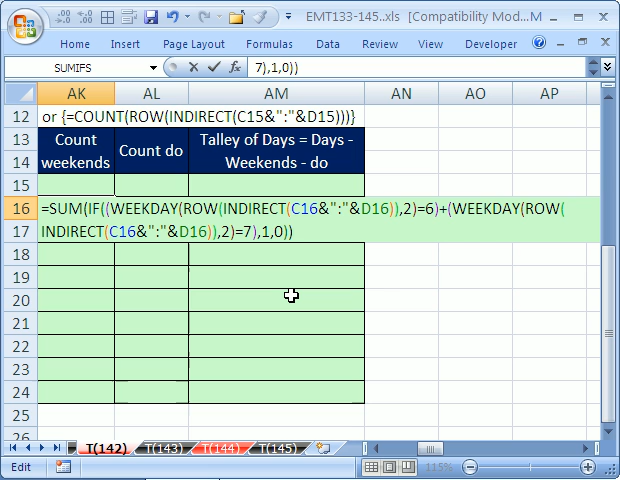 EMT133-145..xls [Compatibility Mod...M
Home Insert Page Layout Formulas Data Review View Developer
SUMIFS fx 7),1,0))
AK AL AM AN AO AP
12 or {=COUNT(ROW(INDIRECT(C15&":"&D15)))}
13 Count Talley of Days = Days -
Count do
14 weekends Weekends - do
15
16 =SUM(IF((WEEKDAY(ROW(INDIRECT(C16&":"&D16)),2)=6)+(WEEKDAY(ROW(
17 INDIRECT(C16&":"&D16)),2)=7),1,0))
18
19
20
21
22
23
24
25
26
T(142) T(143) T(144) T(145)
Edit 115%